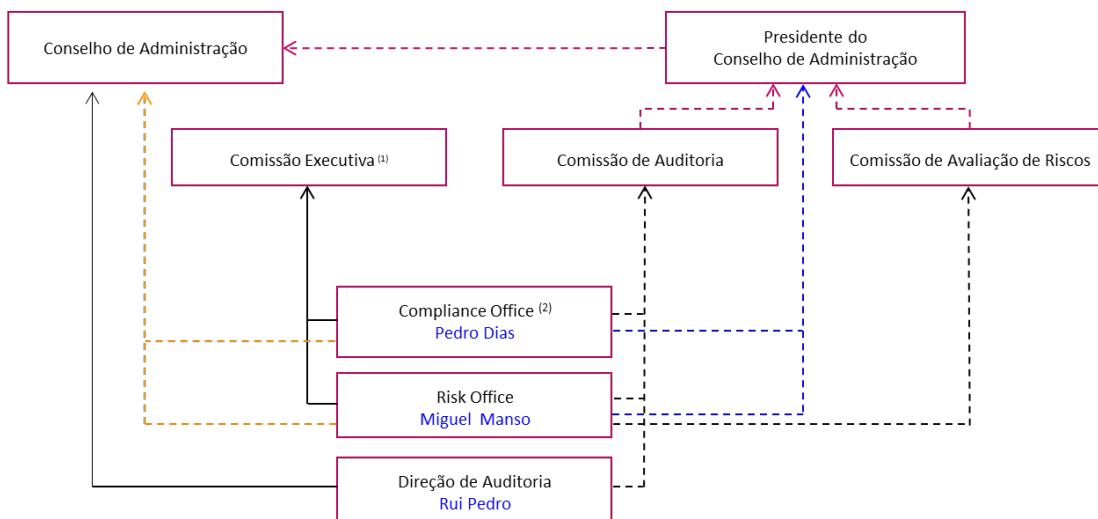 Conselho de Administração
Presidente do
Conselho de Administração
Comissão Executiva (1)
Comissão de Auditoria
Comissão de Avaliação de Riscos
Compliance Office (2)
Pedro Dias
Risk Office
Miguel Manso
Direção de Auditoria
Rui Pedro